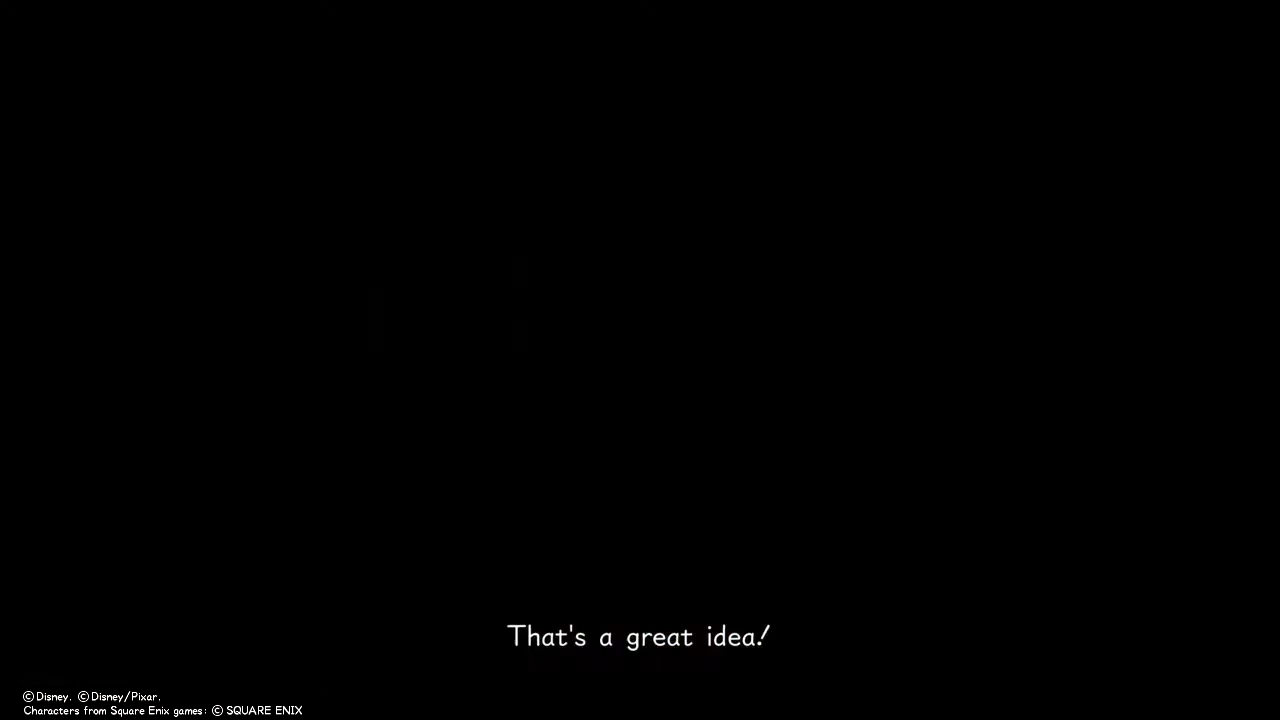 That's a great idea!
©Disney. ©Disney/Pixar.
Characters from Square Enix games: © SQUARE ENIX